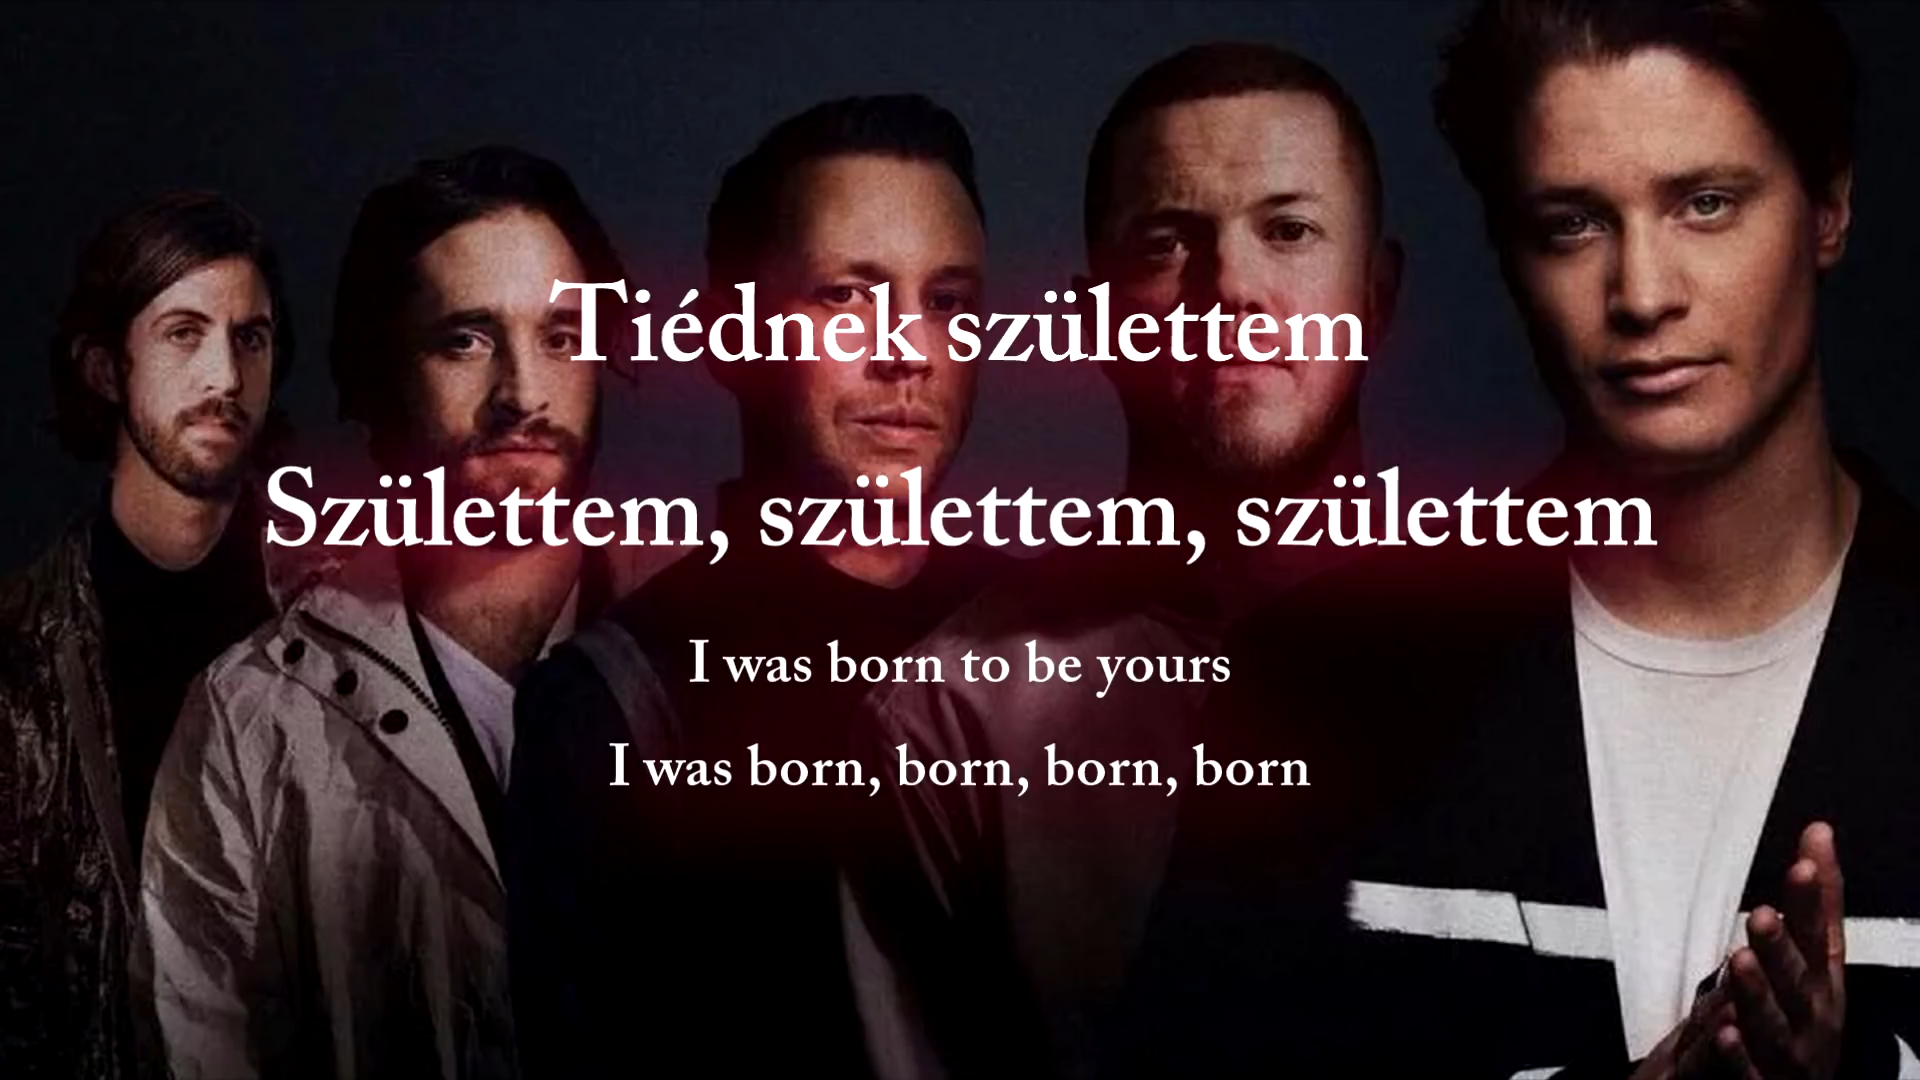 Tiédnek születtem
Születtem, születtem, születtem
I was born to be yours
I was born, born, born, born